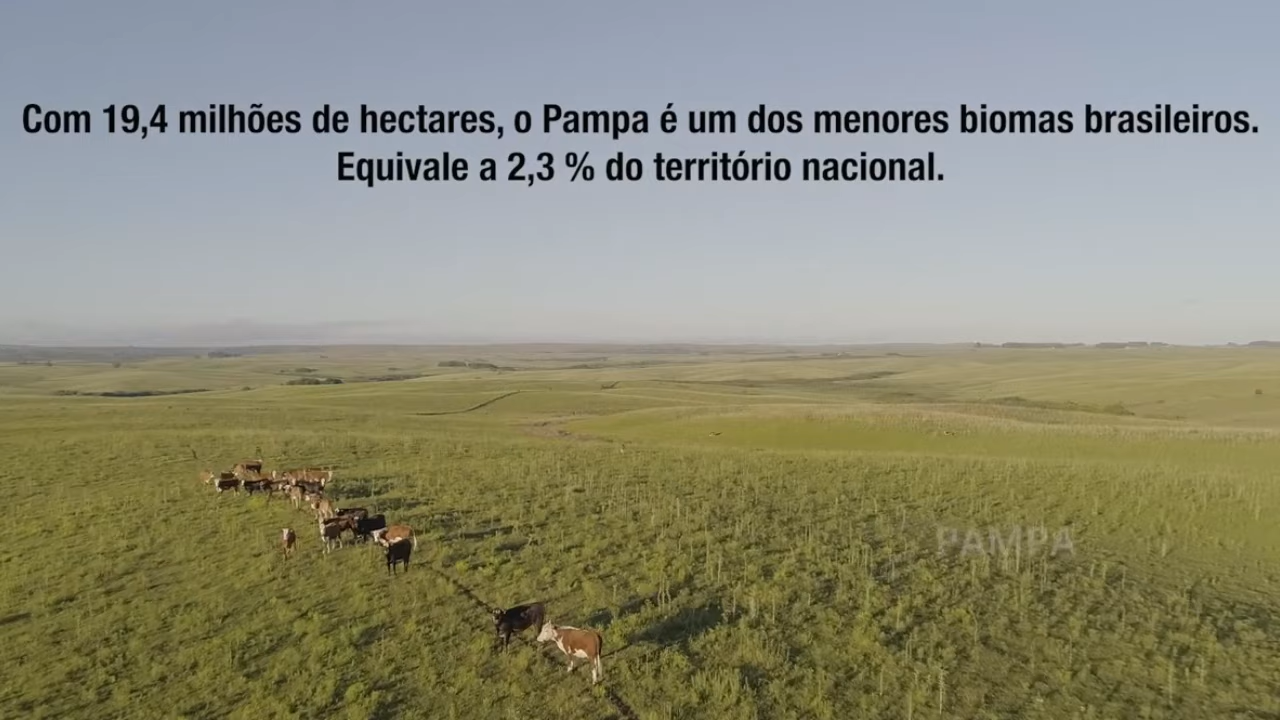 Com 19,4 milhões de hectares, o Pampa é um dos menores biomas brasileiros.
Equivale a 2,3 % do território nacional.
PAMPA